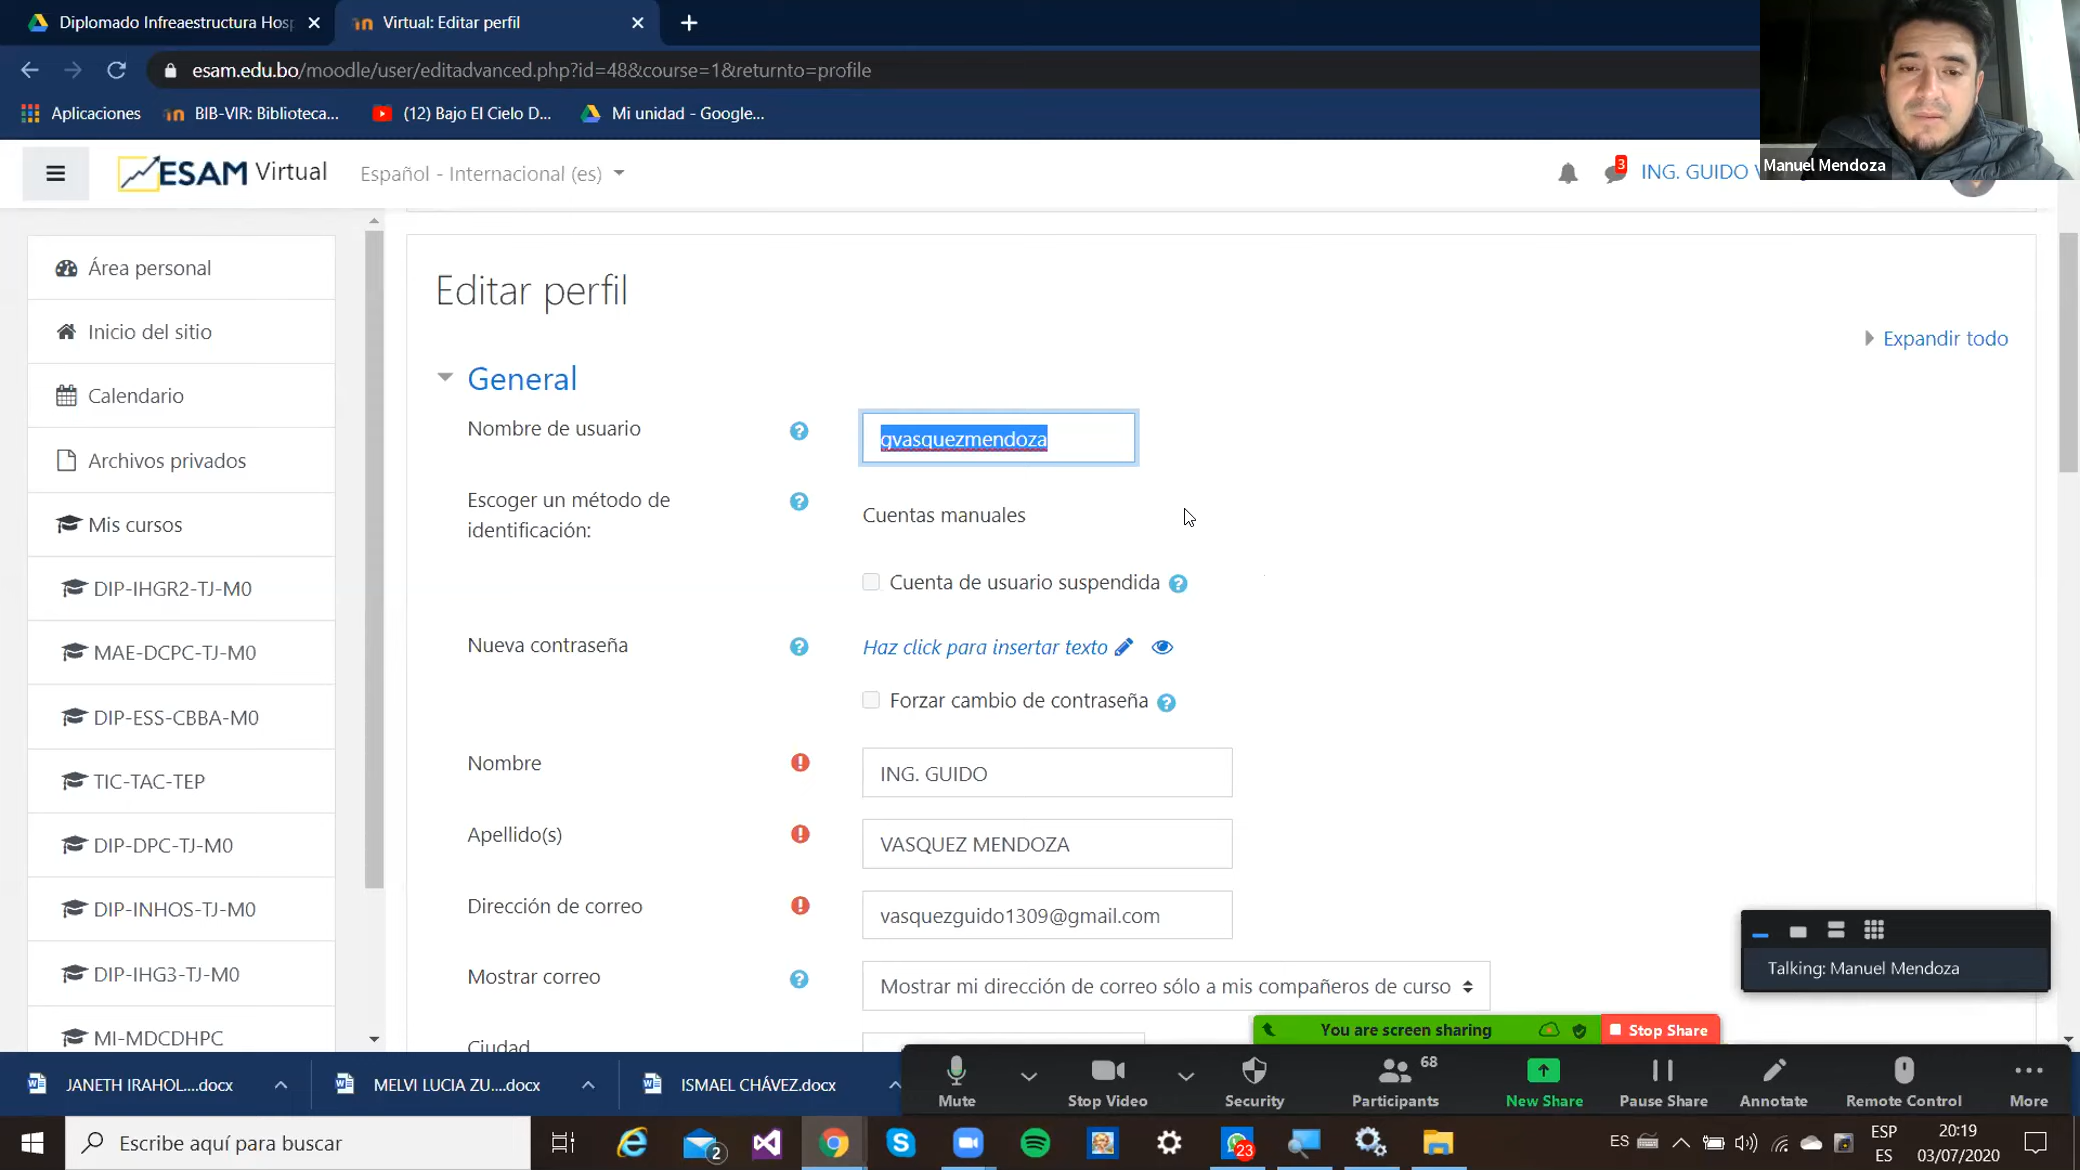 Diplomado Infreaestructura Hosp
Virtual: Editar perfil
esam.edu.bo/moodle/user/editadvanced.php?id=48&course=1&returnto=profile
Aplicaciones
BIB-VIR: Biblioteca...
(12) Bajo El Cielo D...
Mi unidad - Google...
Manuel Mendoza
ESAM Virtual
Español - Internacional (es)
3
ING. GUIDO
Área personal
Inicio del sitio
Calendario
Archivos privados
Mis cursos
DIP-IHGR2-TJ-M0
MAE-DCPC-TJ-M0
DIP-ESS-CBBA-M0
TIC-TAC-TEP
DIP-DPC-TJ-M0
DIP-INHOS-TJ-M0
DIP-IHG3-TJ-M0
MI-MDCDHPC
Editar perfil
Expandir todo
General
Nombre de usuario
gvasquezmendoza
Escoger un método de
identificación:
Cuentas manuales
Cuenta de usuario suspendida
Nueva contraseña
Haz click para insertar texto
Forzar cambio de contraseña
Nombre
ING. GUIDO
Apellido(s)
VASQUEZ MENDOZA
Dirección de correo
vasquezguido1309@gmail.com
Mostrar correo
Mostrar mi dirección de correo sólo a mis compañeros de curso
Ciudad
Talking: Manuel Mendoza
You are screen sharing
Stop Share
JANETH IRAHOL....docx
MELVI LUCIA ZU....docx
ISMAEL CHÁVEZ.docx
Mute
Stop Video
Security
Participants
68
New Share
Pause Share
Annotate
Remote Control
More
Escribe aquí para buscar
2
23
ES
ESP
ES
20:19
03/07/2020